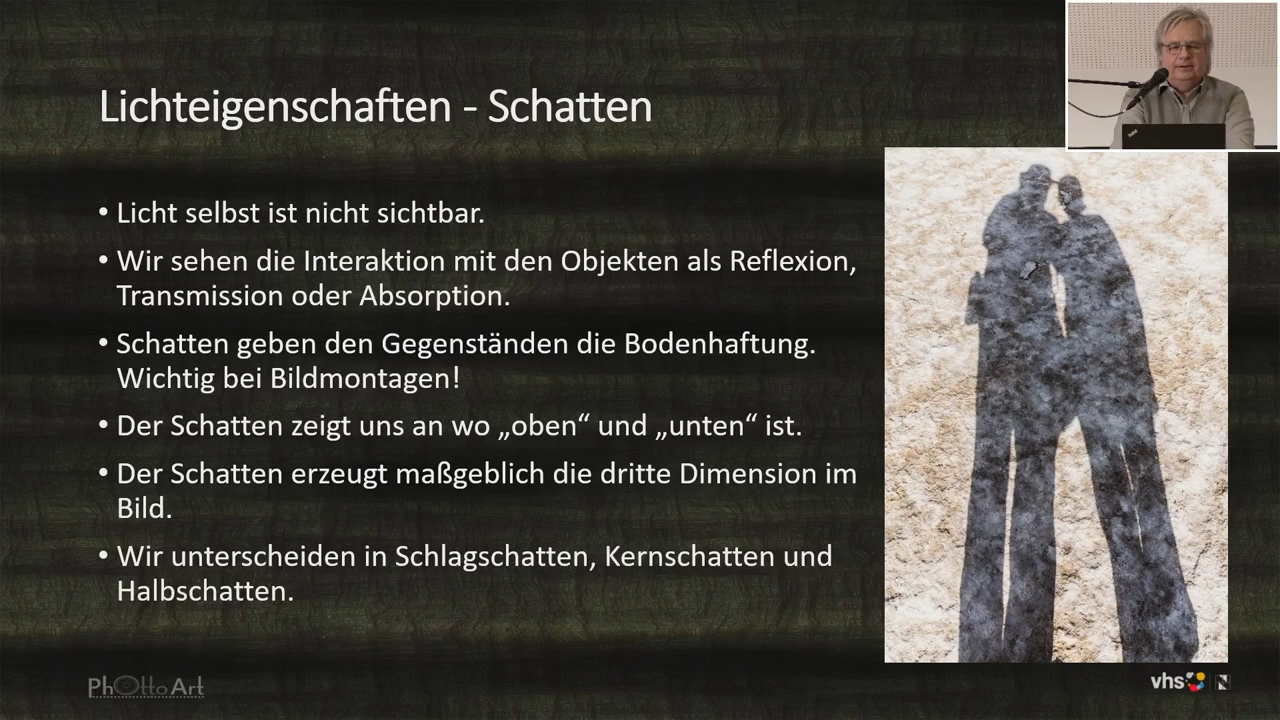 Lichteigenschaften - Schatten
• Licht selbst ist nicht sichtbar.
• Wir sehen die Interaktion mit den Objekten als Reflexion,
Transmission oder Absorption.
• Schatten geben den Gegenständen die Bodenhaftung.
Wichtig bei Bildmontagen!
• Der Schatten zeigt uns an wo „oben“ und „unten“ ist.
• Der Schatten erzeugt maßgeblich die dritte Dimension im
Bild.
• Wir unterscheiden in Schlagschatten, Kernschatten und
Halbschatten.
PhOttoArt
vhs
N